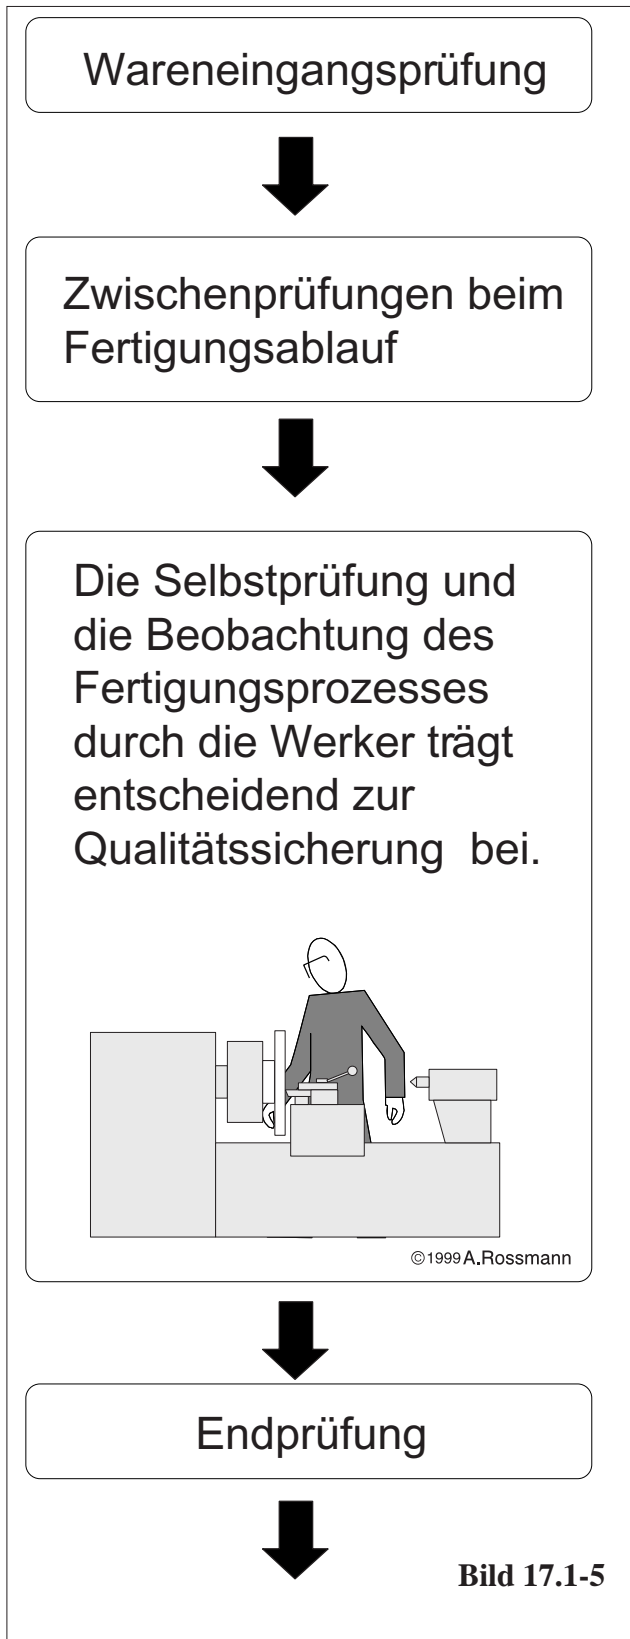 Wareneingangsprüfung
Zwischenprüfungen beim
Fertigungsablauf
Die Selbstprüfung und
die Beobachtung des
Fertigungsprozesses
durch die Werker trägt
entscheidend zur
Qualitätssicherung bei.
©1999 A.Rossmann
Endprüfung
Bild 17.1-5